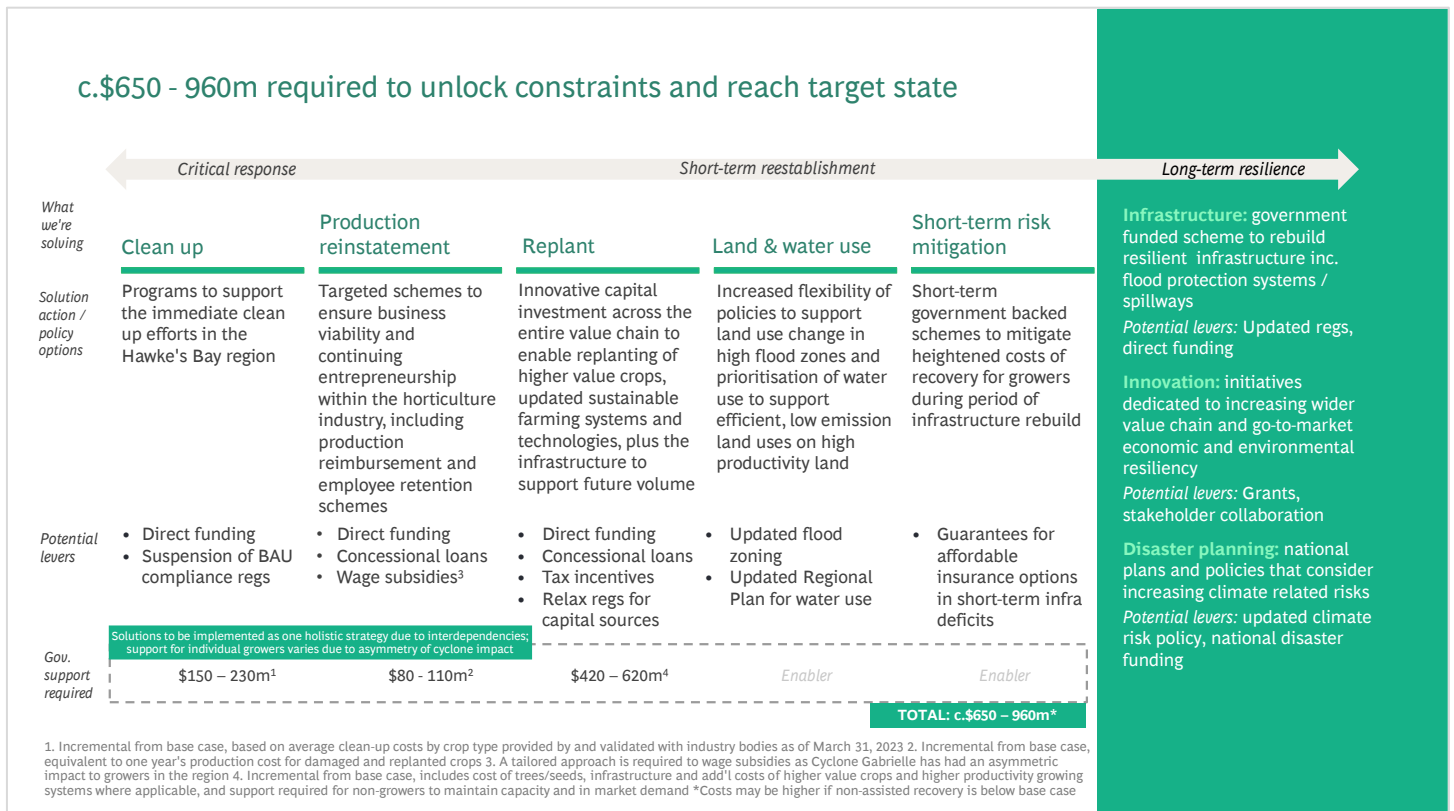 c.$650 - 960m required to unlock constraints and reach target state
Critical response
Short-term reestablishment
Long-term resilience
What
we're
solving
Clean up
Production
reinstatement
Replant
Land & water use
Short-term risk
mitigation
Solution
action /
policy
options
Programs to support
the immediate clean
up efforts in the
Hawke's Bay region
Targeted schemes to
ensure business
viability and
continuing
entrepreneurship
within the horticulture
industry, including
production
reimbursement and
employee retention
schemes
Innovative capital
investment across the
entire value chain to
enable replanting of
higher value crops,
updated sustainable
farming systems and
technologies, plus the
infrastructure to
support future volume
Increased flexibility of
policies to support
land use change in
high flood zones and
prioritisation of water
use to support
efficient, low emission
land uses on high
productivity land
Short-term
government backed
schemes to mitigate
heightened costs of
recovery for growers
during period of
infrastructure rebuild
Potential
levers
• Direct funding
• Suspension of BAU
compliance regs
• Direct funding
• Concessional loans
• Wage subsidies³
• Direct funding
• Concessional loans
• Tax incentives
• Relax regs for
capital sources
• Updated flood
zoning
• Updated Regional
Plan for water use
• Guarantees for
affordable
insurance options
in short-term infra
deficits
Solutions to be implemented as one holistic strategy due to interdependencies;
support for individual growers varies due to asymmetry of cyclone impact
Gov.
support
required
$150 – 230m¹
$80 - 110m²
$420 – 620m⁴
Enabler
Enabler
TOTAL: c.$650 – 960m*
Infrastructure: government
funded scheme to rebuild
resilient infrastructure inc.
flood protection systems /
spillways
Potential levers: Updated regs,
direct funding
Innovation: initiatives
dedicated to increasing wider
value chain and go-to-market
economic and environmental
resiliency
Potential levers: Grants,
stakeholder collaboration
Disaster planning: national
plans and policies that consider
increasing climate related risks
Potential levers: updated climate
risk policy, national disaster
funding
1. Incremental from base case, based on average clean-up costs by crop type provided by and validated with industry bodies as of March 31, 2023 2. Incremental from base case,
equivalent to one year's production cost for damaged and replanted crops 3. A tailored approach is required to wage subsidies as Cyclone Gabrielle has had an asymmetric
impact to growers in the region 4. Incremental from base case, includes cost of trees/seeds, infrastructure and add'l costs of higher value crops and higher productivity growing
systems where applicable, and support required for non-growers to maintain capacity and in market demand *Costs may be higher if non-assisted recovery is below base case